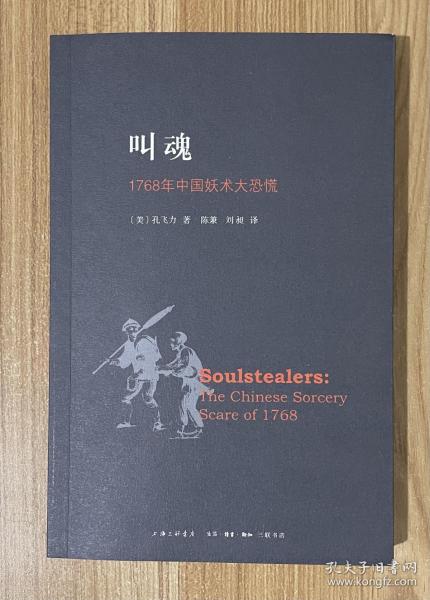 叫魂
1768年中国妖术大恐慌
〔美〕孔飞力 著 陈兼 刘昶 译
Soulstealers:
The Chinese Sorcery
Scare of 1768
上海三联书店 生活·讀書·新知 三联书店
孔夫子旧书网
www.kongfz.com